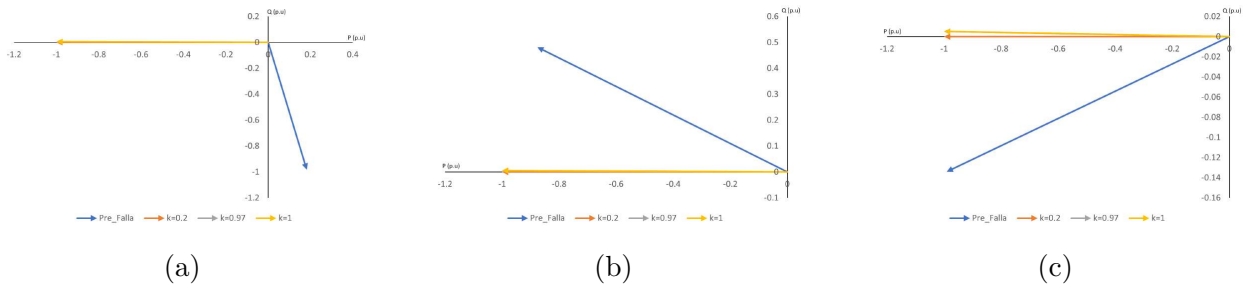 Q (p.u)
0.2
P (p.u)
0
-1.2 -1 -0.8 -0.6 -0.4 -0.2 0 0.2 0.4
-0.2
-0.4
-0.6
-0.8
-1
-1.2
Pre_Falla k=0.2 k=0.97 k=1
(a)
Q (p.u)
0.6
0.5
0.4
0.3
0.2
0.1
P (p.u)
0
-1.2 -1 -0.8 -0.6 -0.4 -0.2 0
-0.1
Pre_Falla k=0.2 k=0.97 k=1
(b)
Q (p.u)
0.02
P (p.u)
0
-1.2 -1 -0.8 -0.6 -0.4 -0.2 0
-0.02
-0.04
-0.06
-0.08
-0.1
-0.12
-0.14
-0.16
Pre_Falla k=0.2 k=0.97 k=1
(c)